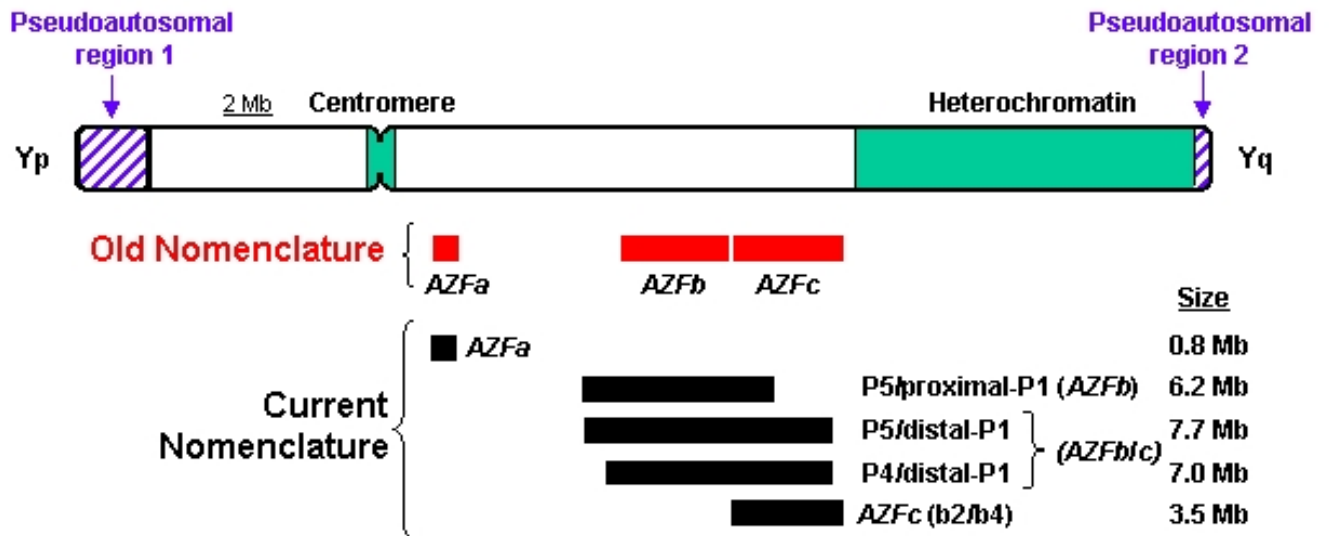 Pseudoautosomal
region 1
Pseudoautosomal
region 2
2 Mb
Centromere
Heterochromatin
Yp
Yq
Old Nomenclature
AZFa
AZFb
AZFc
Size
AZFa
0.8 Mb
Current
Nomenclature
P5/proximal-P1 (AZFb)
6.2 Mb
P5/distal-P1
7.7 Mb
(AZFb/c)
P4/distal-P1
7.0 Mb
AZFc (b2/b4)
3.5 Mb